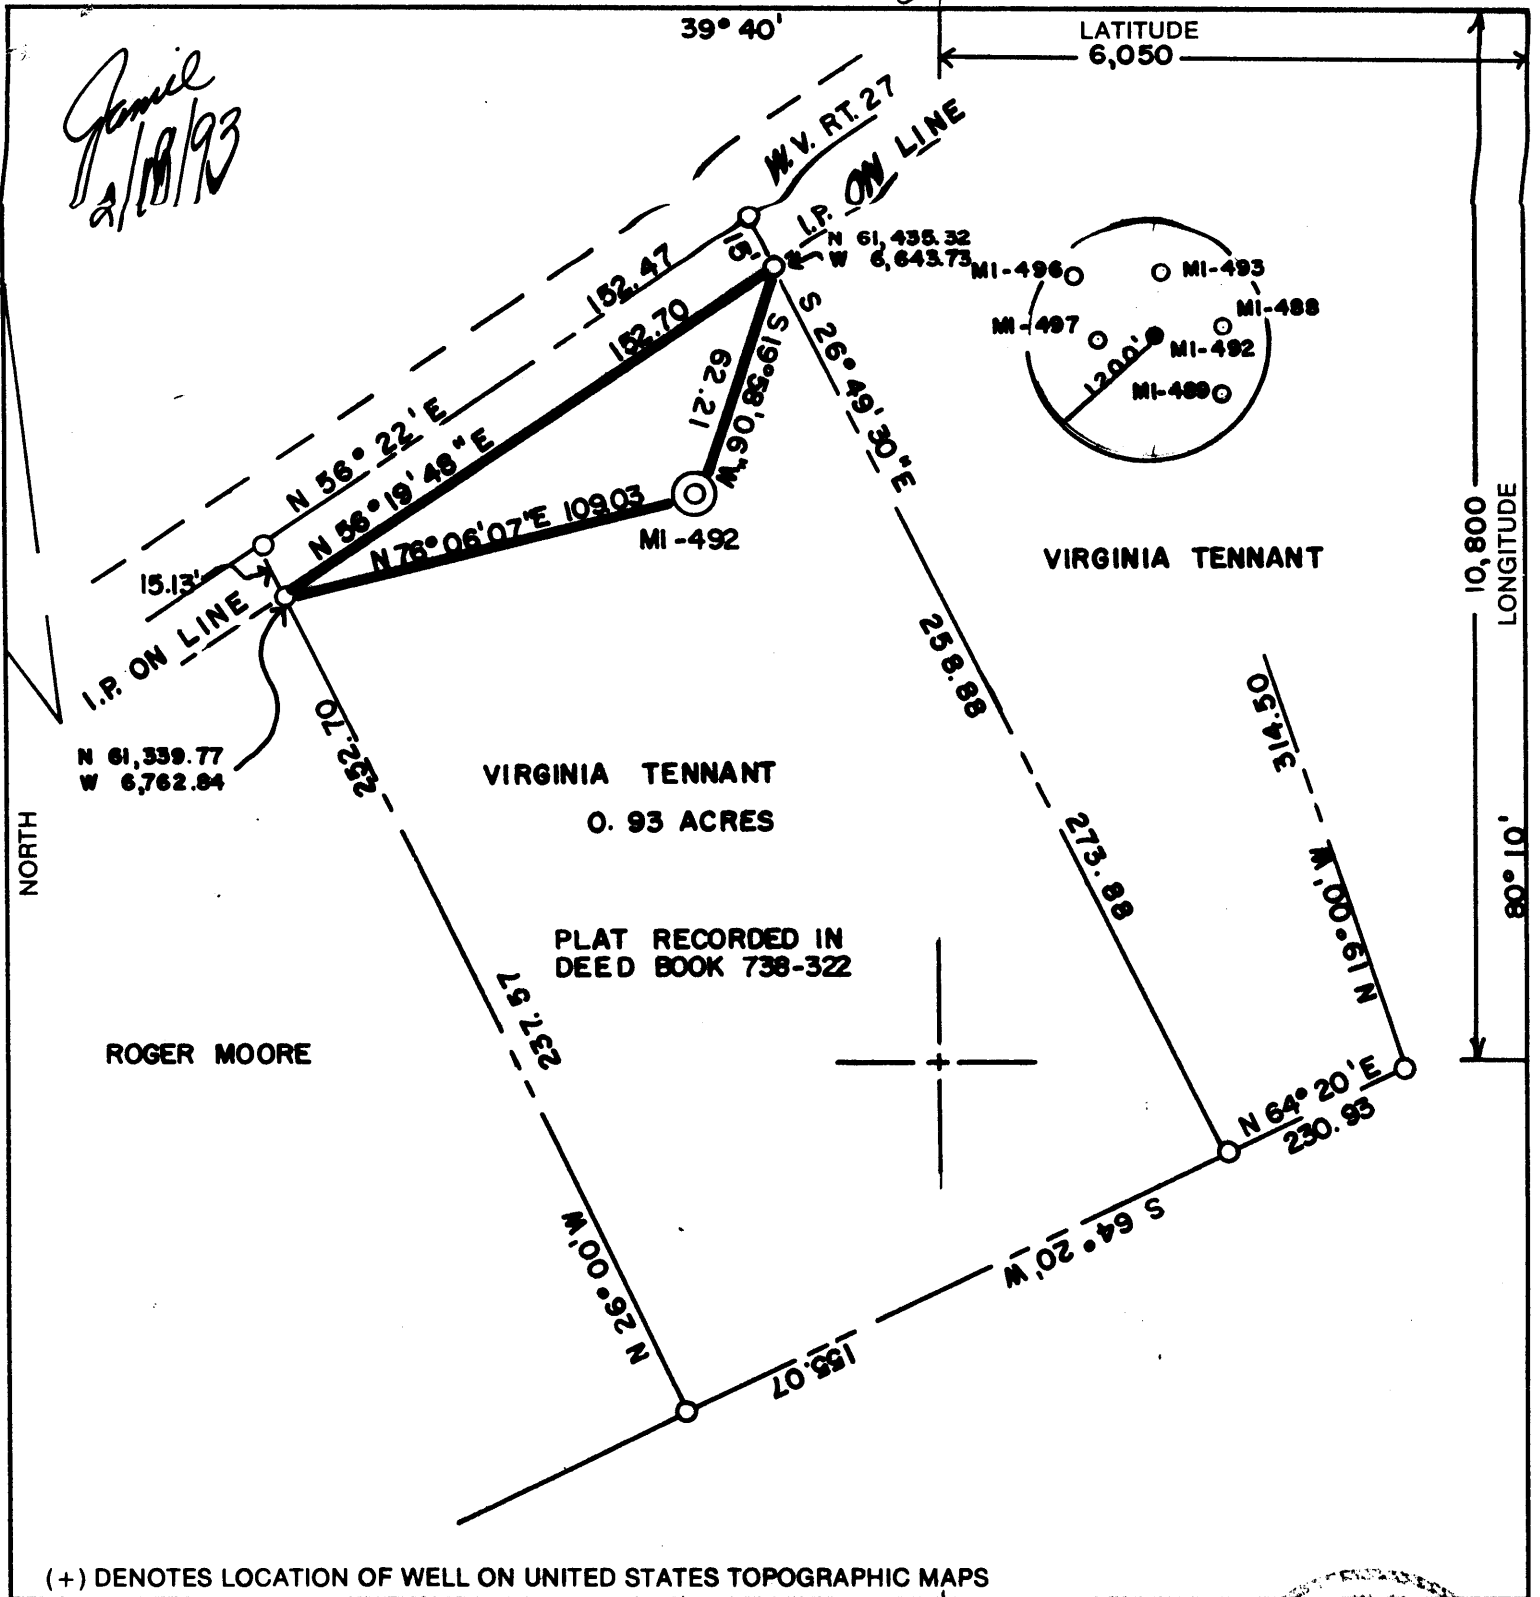 39° 40'
LATITUDE
6,050
2/18/93
W.V. RT. 27
I.P. ON LINE
15'
N 61,435.32
W 6,643.73
MI-496
MI-493
MI-488
MI-497
MI-492
1200'
MI-489
152.47
152.70
S 19° 58' 06" W
62.21
S 26° 49' 30" E
N 56° 22' E
N 56° 19' 48" E
N 76° 06' 07" E 109.03
MI-492
15.13'
I.P. ON LINE
10,800
LONGITUDE
VIRGINIA TENNANT
258.88
314.50
252.70
N 61,339.77
W 6,762.84
VIRGINIA TENNANT
0.93 ACRES
273.88
NORTH
80° 10'
N 19° 00' W
PLAT RECORDED IN
DEED BOOK 738-322
237.57
ROGER MOORE
N 64° 20' E
230.93
S 64° 20' W
N 26° 00' W
155.07
(+) DENOTES LOCATION OF WELL ON UNITED STATES TOPOGRAPHIC MAPS